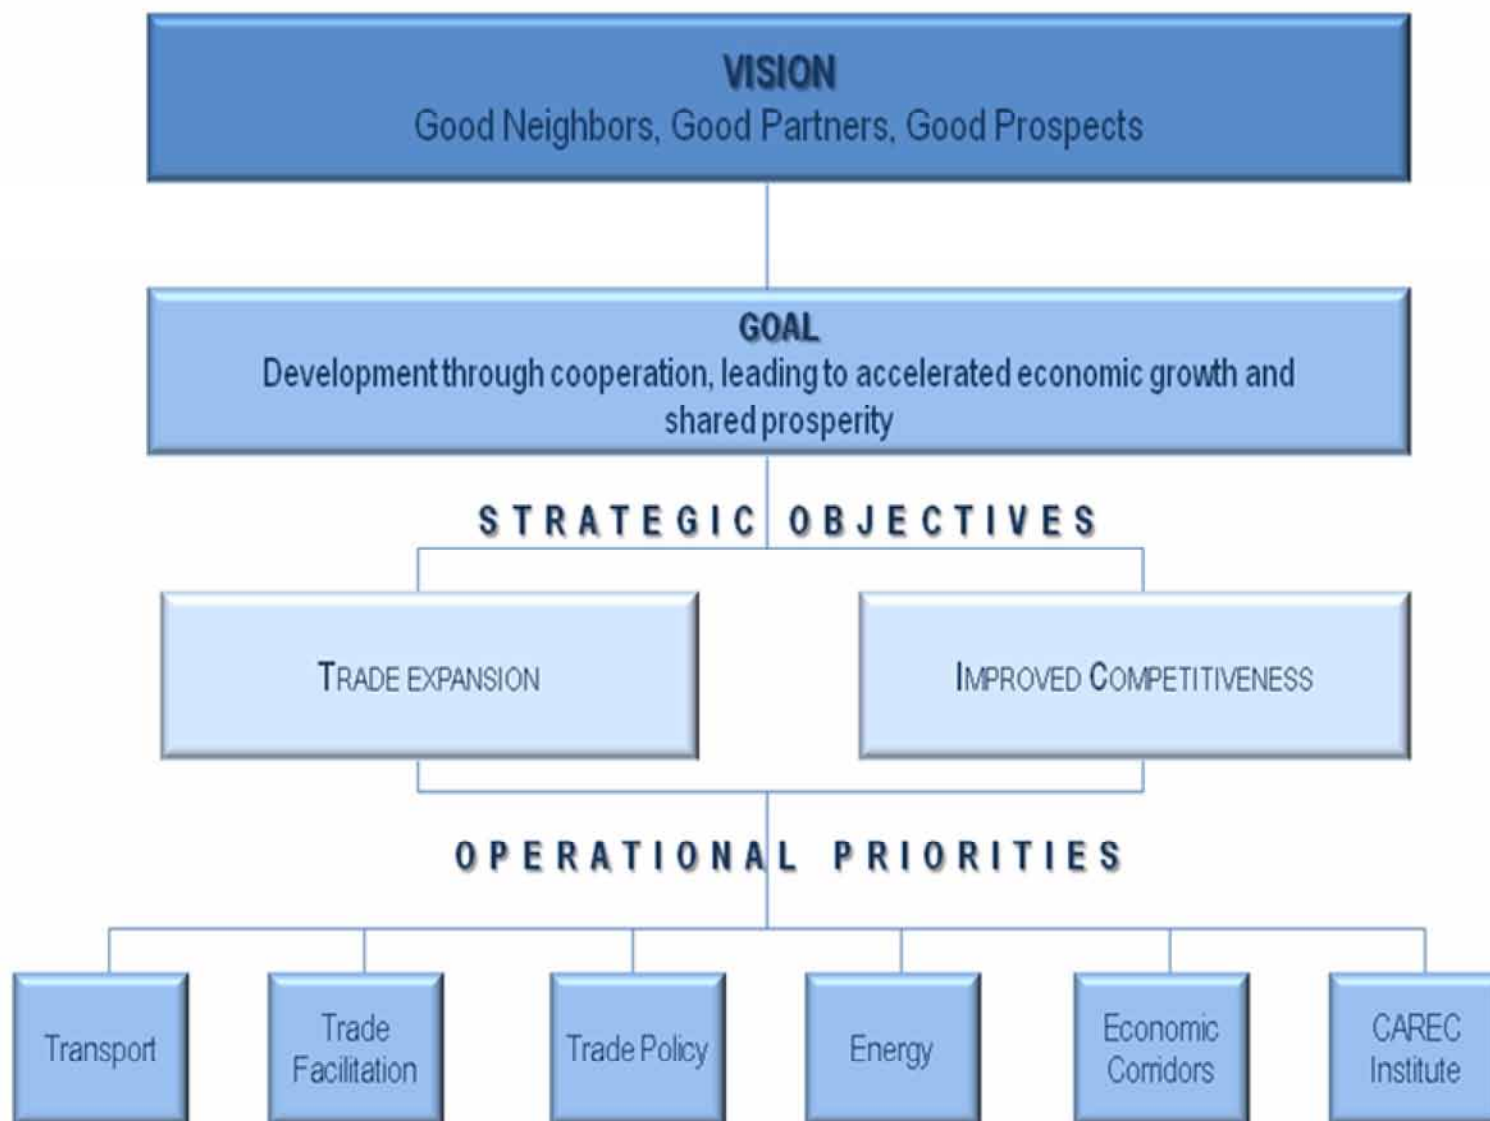 VISION
Good Neighbors, Good Partners, Good Prospects
GOAL
Development through cooperation, leading to accelerated economic growth and
shared prosperity
STRATEGIC OBJECTIVES
TRADE EXPANSION
IMPROVED COMPETITIVENESS
OPERATIONAL PRIORITIES
Transport
Trade
Facilitation
Trade Policy
Energy
Economic
Corridors
CAREC
Institute